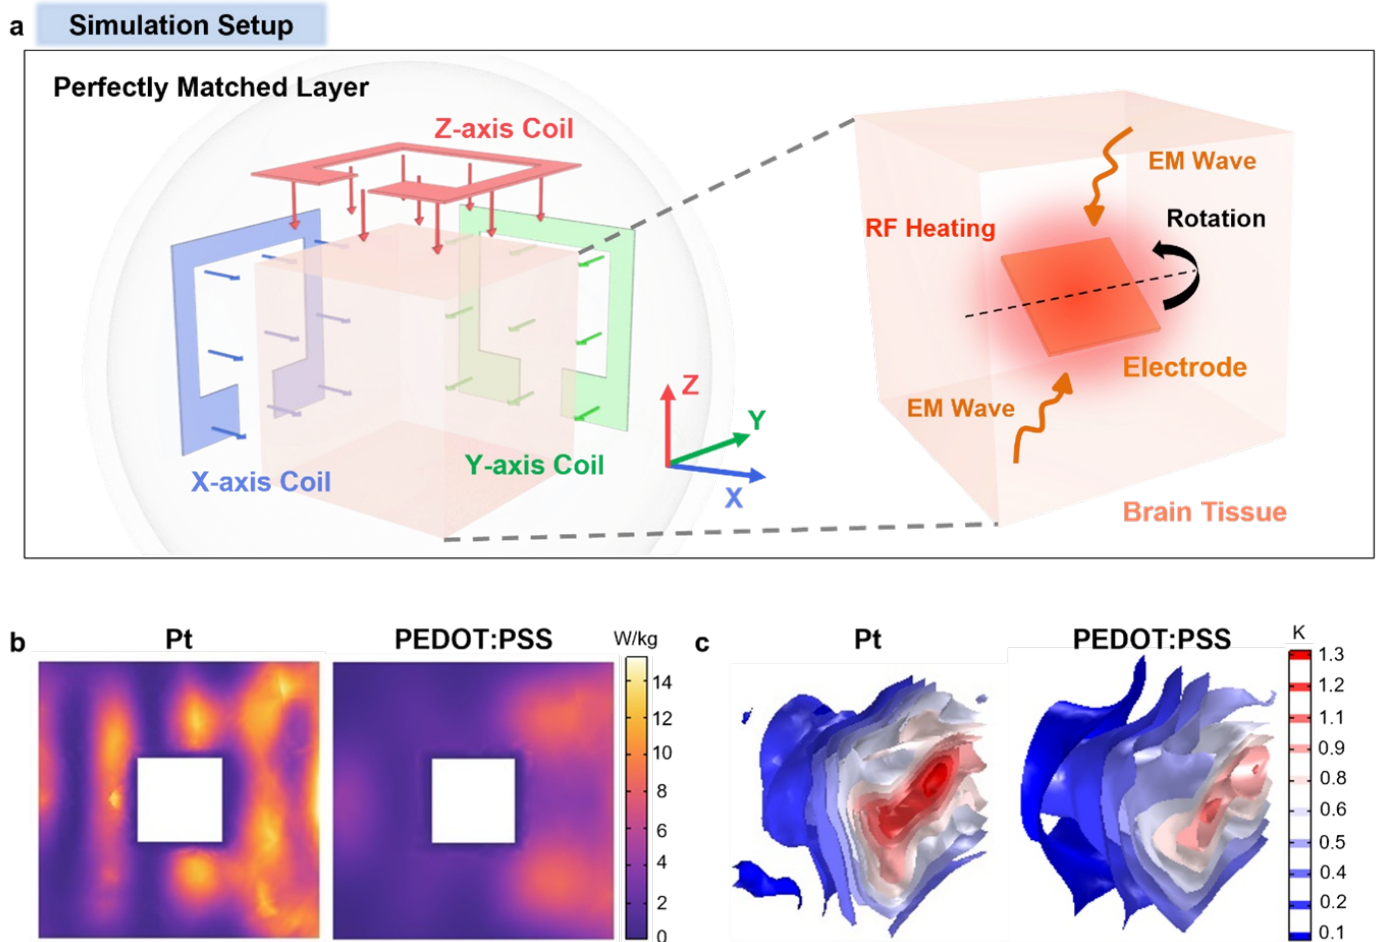 a
Simulation Setup
Perfectly Matched Layer
Z-axis Coil
X-axis Coil
Y-axis Coil
Z
Y
X
EM Wave
RF Heating
Rotation
Electrode
EM Wave
Brain Tissue
b
Pt
PEDOT:PSS
W/kg
14
12
10
8
6
4
2
0
c
Pt
PEDOT:PSS
K
1.3
1.2
1.1
0.9
0.8
0.6
0.5
0.4
0.2
0.1